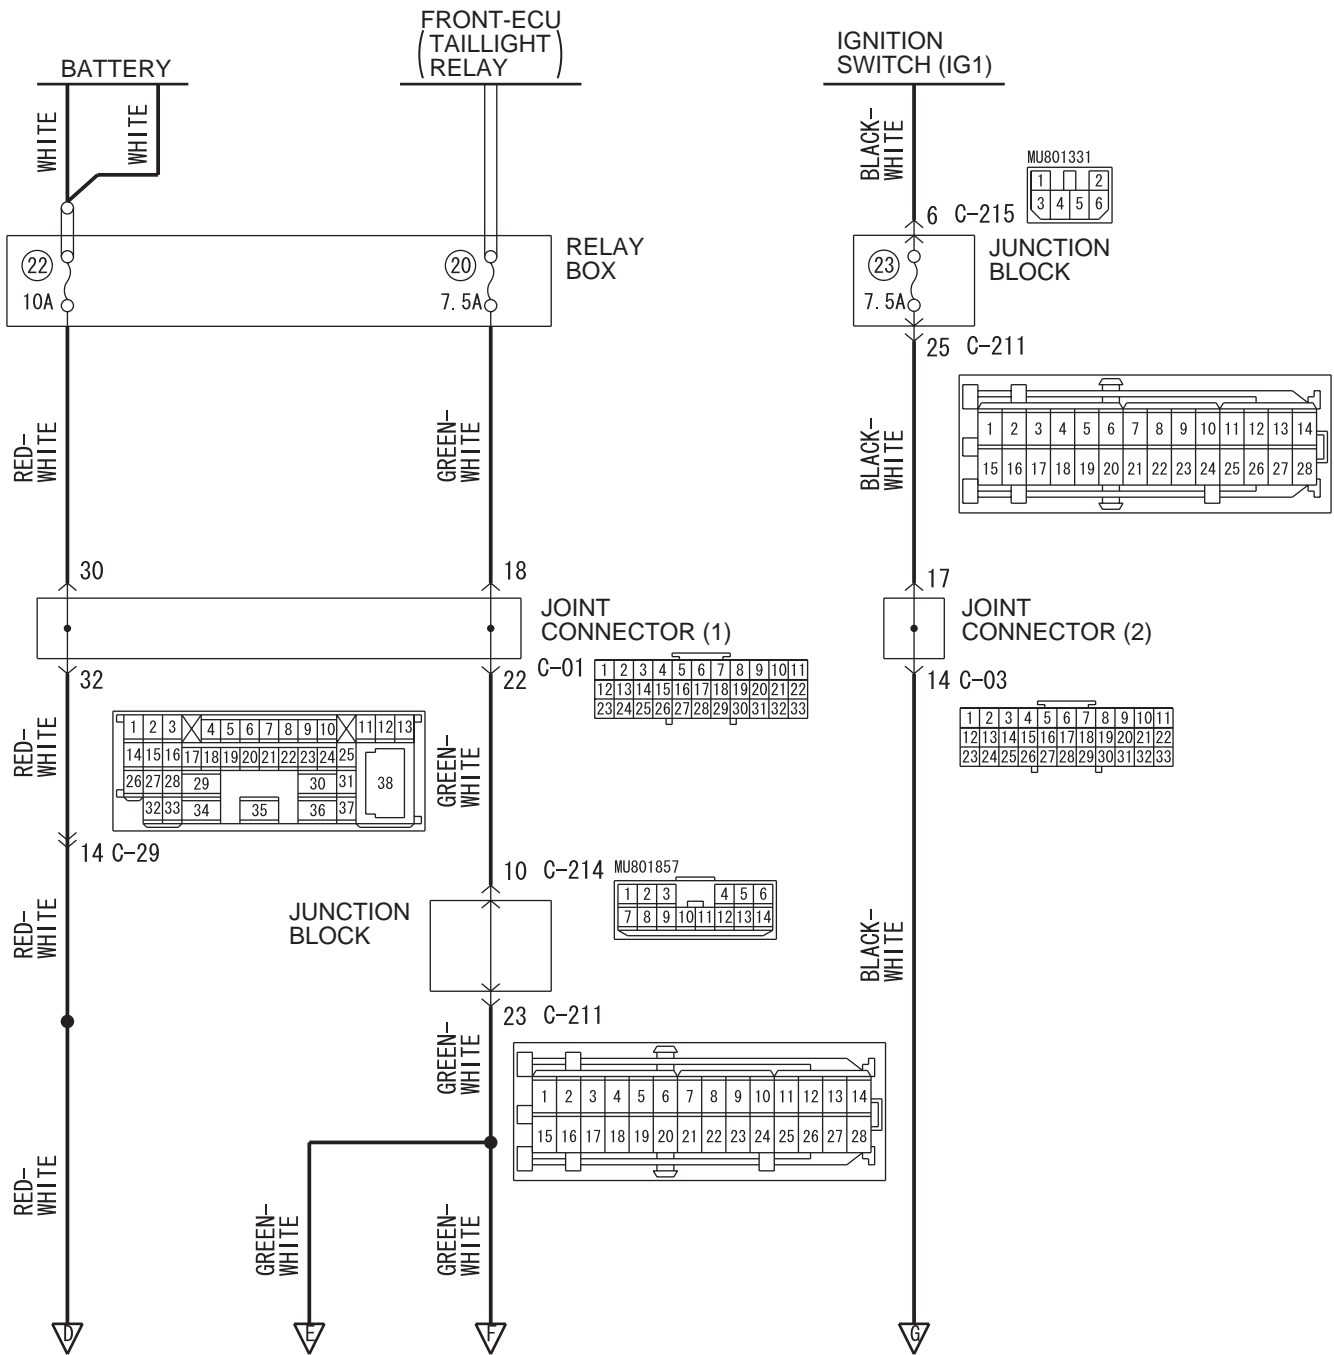 FRONT-ECU
(TAILLIGHT
RELAY)
BATTERY
IGNITION
SWITCH (IG1)
WHITE
WHITE
BLACK-
WHITE
MU801331
1 2
3 4 5 6
6 C-215
RELAY
BOX
JUNCTION
BLOCK
22
10A
20
7.5A
23
7.5A
25 C-211
1 2 3 4 5 6 7 8 9 10 11 12 13 14
15 16 17 18 19 20 21 22 23 24 25 26 27 28
RED-
WHITE
GREEN-
WHITE
BLACK-
WHITE
30
18
17
JOINT
CONNECTOR (1)
JOINT
CONNECTOR (2)
32
22 C-01
1 2 3 4 5 6 7 8 9 10 11
12 13 14 15 16 17 18 19 20 21 22
23 24 25 26 27 28 29 30 31 32 33
14 C-03
1 2 3 4 5 6 7 8 9 10 11
12 13 14 15 16 17 18 19 20 21 22
23 24 25 26 27 28 29 30 31 32 33
RED-
WHITE
1 2 3 4 5 6 7 8 9 10 11 12 13
14 15 16 17 18 19 20 21 22 23 24 25
26 27 28 29 30 31 38
32 33 34 35 36 37
GREEN-
WHITE
14 C-29
10 C-214
MU801857
1 2 3 4 5 6
7 8 9 10 11 12 13 14
JUNCTION
BLOCK
RED-
WHITE
BLACK-
WHITE
23 C-211
GREEN-
WHITE
1 2 3 4 5 6 7 8 9 10 11 12 13 14
15 16 17 18 19 20 21 22 23 24 25 26 27 28
RED-
WHITE
GREEN-
WHITE
GREEN-
WHITE
D
E
F
G